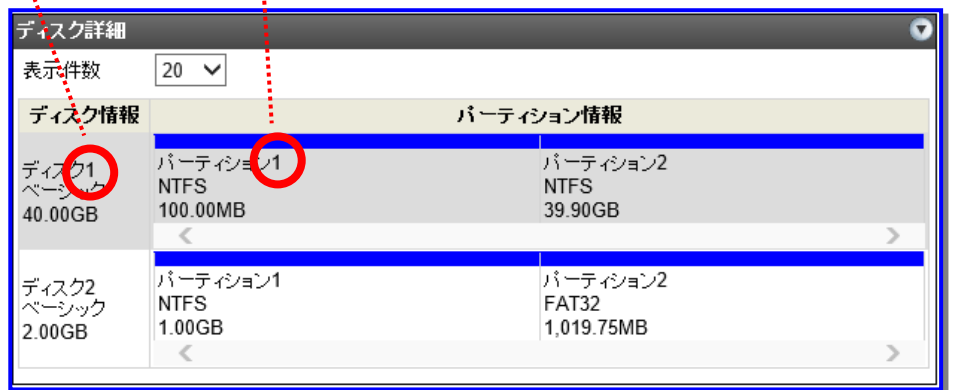 ディスク詳細
表示件数 20
ディスク情報 パーティション情報
ディスク1
ベーシック
40.00GB
パーティション1
NTFS
100.00MB
パーティション2
NTFS
39.90GB
ディスク2
ベーシック
2.00GB
パーティション1
NTFS
1.00GB
パーティション2
FAT32
1,019.75MB